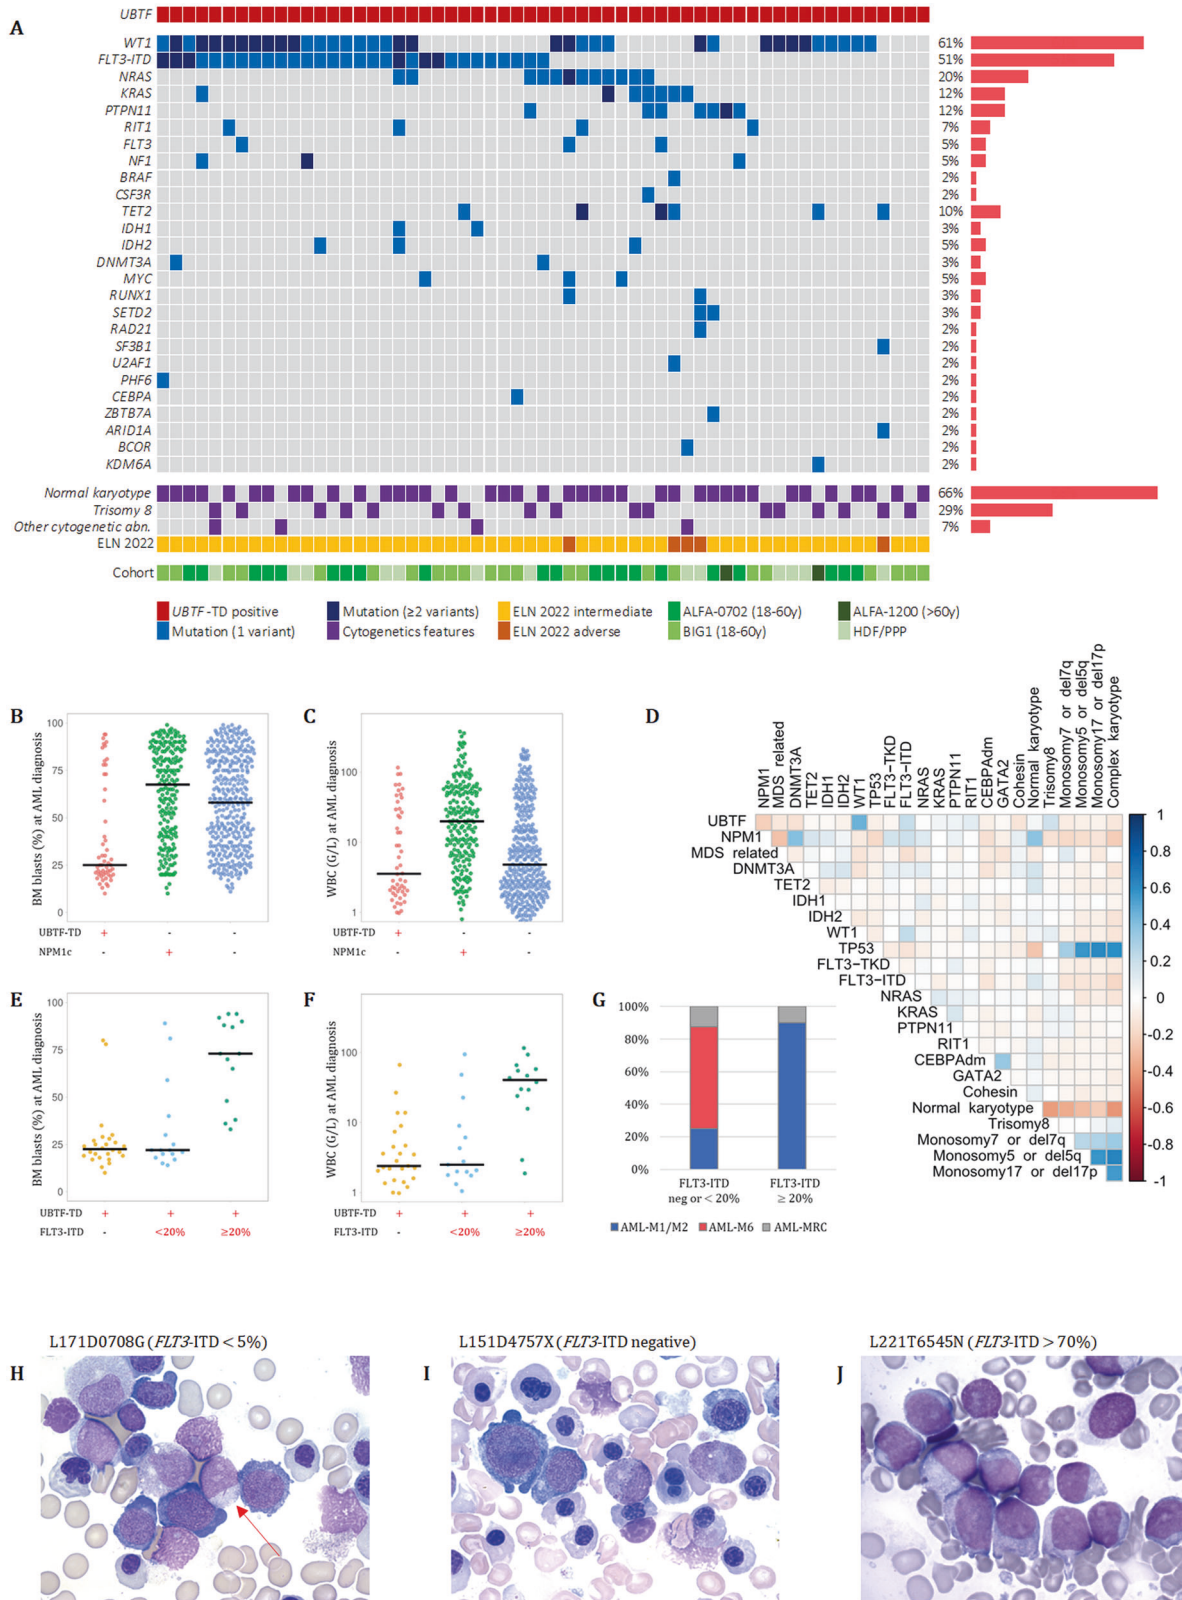 A
UBTF
WT1 61%
FLT3-ITD 51%
NRAS 20%
KRAS 12%
PTPN11 12%
RIT1 7%
FLT3 5%
NF1 5%
BRAF 2%
CSF3R 2%
TET2 10%
IDH1 3%
IDH2 5%
DNMT3A 3%
MYC 5%
RUNX1 3%
SETD2 3%
RAD21 2%
SF3B1 2%
U2AF1 2%
PHF6 2%
CEBPA 2%
ZBTB7A 2%
ARID1A 2%
BCOR 2%
KDM6A 2%
Normal karyotype 66%
Trisomy 8 29%
Other cytogenetic abn. 7%
ELN 2022
Cohort
UBTF-TD positive Mutation (≥2 variants) ELN 2022 intermediate ALFA-0702 (18-60y) ALFA-1200 (>60y)
Mutation (1 variant) Cytogenetics features ELN 2022 adverse BIG1 (18-60y) HDF/PPP
B
BM blasts (%) at AML diagnosis
100
75
50
25
0
UBTF-TD + - -
NPM1c - + -
C
WBC (G/L) at AML diagnosis
100
10
1
+ - -
- + -
D
NPM1
MDS related
DNMT3A
TET2
IDH1
IDH2
WT1
TP53
FLT3-TKD
FLT3-ITD
NRAS
KRAS
PTPN11
RIT1
CEBPAdm
GATA2
Cohesin
Normal karyotype
Trisomy8
Monosomy7 or del7q
Monosomy5 or del5q
Monosomy17 or del17p
Complex karyotype
UBTF
NPM1
MDS related
DNMT3A
TET2
IDH1
IDH2
WT1
TP53
FLT3-TKD
FLT3-ITD
NRAS
KRAS
PTPN11
RIT1
CEBPAdm
GATA2
Cohesin
Normal karyotype
Trisomy8
Monosomy7 or del7q
Monosomy5 or del5q
Monosomy17 or del17p
1
0.8
0.6
0.4
0.2
0
-0.2
-0.4
-0.6
-0.8
-1
E
BM blasts (%) at AML diagnosis
100
75
50
25
0
UBTF-TD + + +
FLT3-ITD - <20% ≥20%
F
WBC (G/L) at AML diagnosis
100
10
1
UBTF-TD + + +
FLT3-ITD - <20% ≥20%
G
100%
80%
60%
40%
20%
0%
FLT3-ITD FLT3-ITD
neg or < 20% ≥ 20%
AML-M1/M2 AML-M6 AML-MRC
L171D0708G (FLT3-ITD < 5%)
H
L151D4757X (FLT3-ITD negative)
I
L221T6545N (FLT3-ITD > 70%)
J